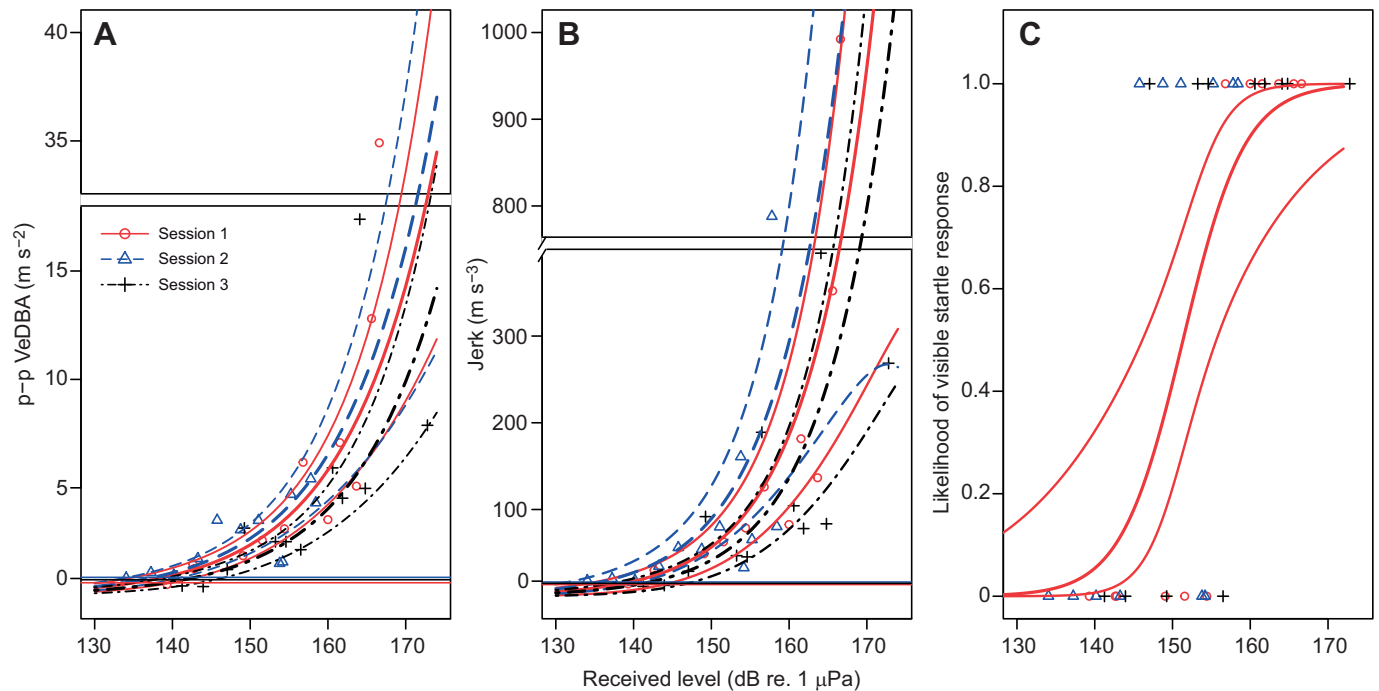 A
B
C
p–p VeDBA (m s–2)
40
35
15
10
5
0
Session 1
Session 2
Session 3
130 140 150 160 170
Jerk (m s–3)
1000
900
800
300
200
100
0
130 140 150 160 170
Received level (dB re. 1 μPa)
Likelihood of visible startle response
1.0
0.8
0.6
0.4
0.2
0
130 140 150 160 170